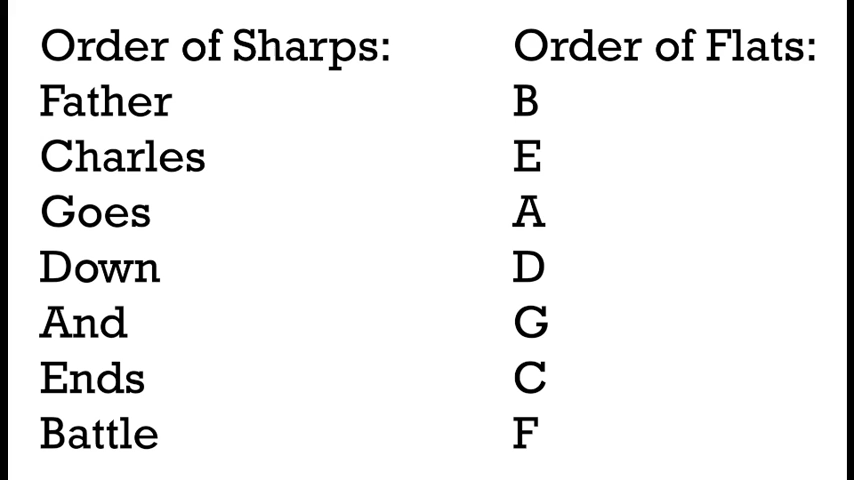 Order of Sharps:
Father
Charles
Goes
Down
And
Ends
Battle
Order of Flats:
B
E
A
D
G
C
F